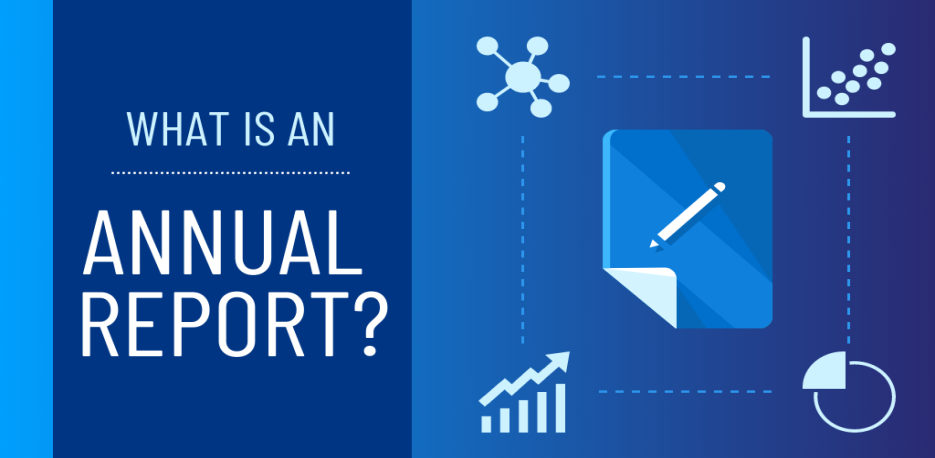 WHAT IS AN
ANNUAL
REPORT?